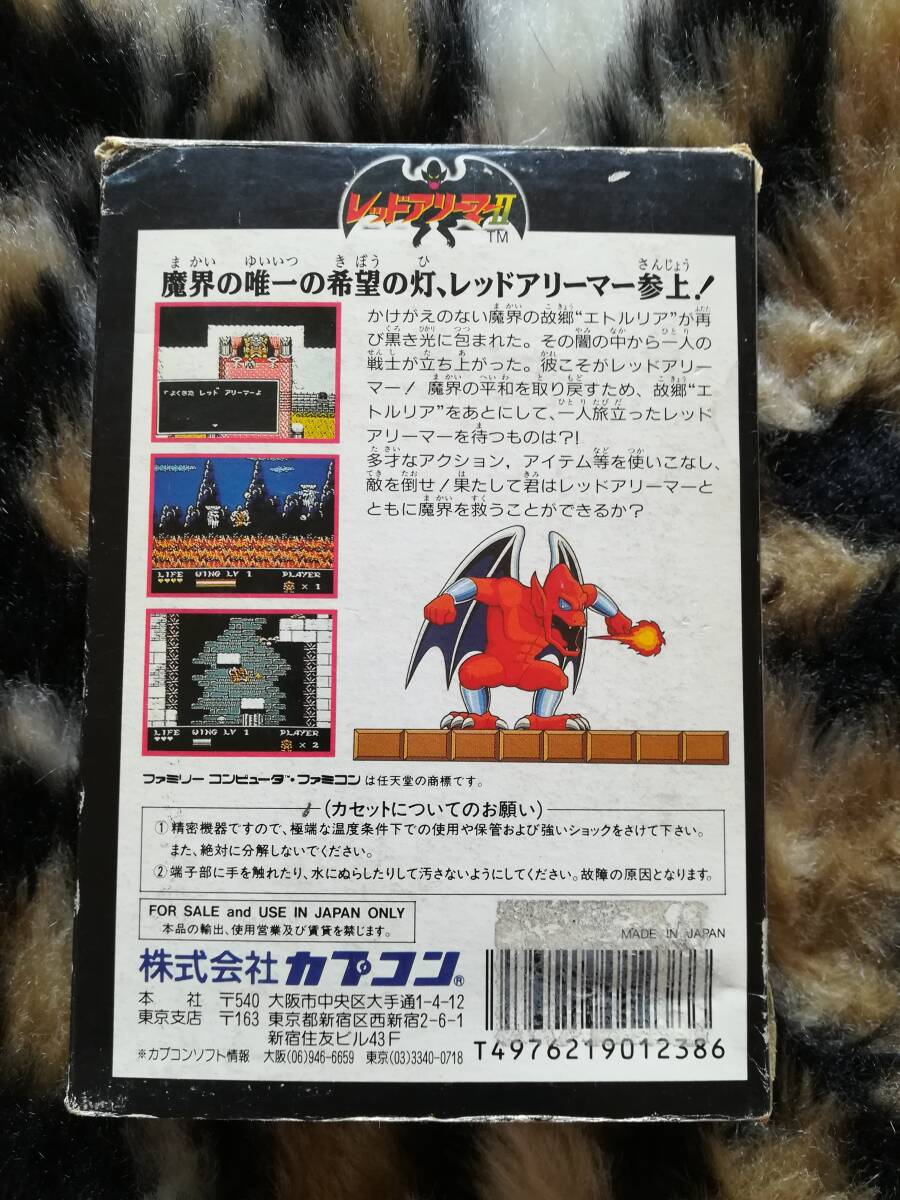 レッドアリーマーII
TM
魔界の唯一の希望の灯、レッドアリーマー参上!
まかい ゆいいつ きぼう ひ さんじょう
かけがえのない魔界の故郷“エトルリア”が再
び黒き光に包まれた。その闇の中から一人の
戦士が立ち上がった。彼こそがレッドアリー
マー! 魔界の平和を取り戻すため、故郷“エ
トルリア”をあとにして、一人旅立ったレッド
アリーマーを待つものは?!
多才なアクション,アイテム等を使いこなし、
敵を倒せ!果たして君はレッドアリーマーと
ともに魔界を救うことができるか?
「よくきた レッド アリーマーよ
LIFE WING LV 1 PLAYER
×1
LIFE WING LV 1 PLAYER
×2
ファミリーコンピュータ・ファミコンは任天堂の商標です。
(カセットについてのお願い)
①精密機器ですので、極端な温度条件下での使用や保管および強いショックをさけて下さい。
また、絶対に分解しないでください。
②端子部に手を触れたり、水にぬらしたりして汚さないようにしてください。故障の原因となります。
FOR SALE and USE IN JAPAN ONLY
本品の輸出、使用営業及び賃貸を禁じます。
MADE IN JAPAN
株式会社カプコン®
本社 〒540 大阪市中央区大手通1-4-12
東京支店 〒163 東京都新宿区西新宿2-6-1
新宿住友ビル43F
※カプコンソフト情報 大阪(06)946-6659 東京(03)3340-0718
T4976219012386